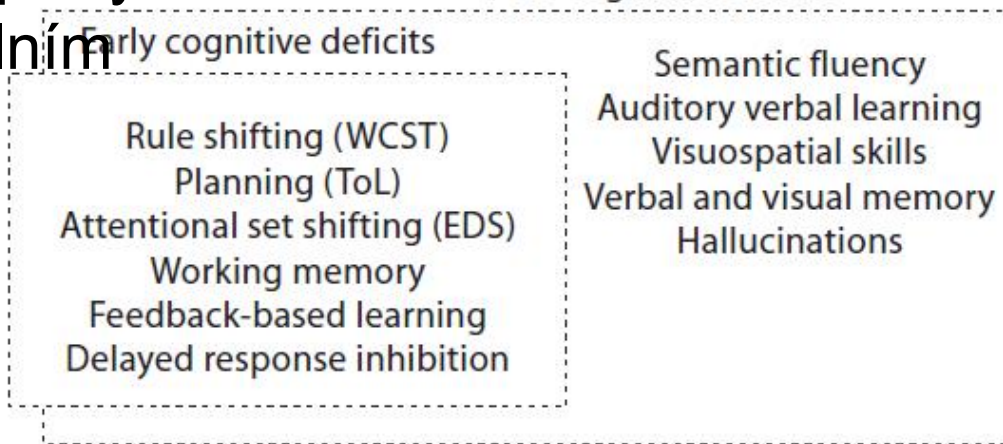 Early cognitive deficits
Rule shifting (WCST)
Planning (ToL)
Attentional set shifting (EDS)
Working memory
Feedback-based learning
Delayed response inhibition
Semantic fluency
Auditory verbal learning
Visuospatial skills
Verbal and visual memory
Hallucinations